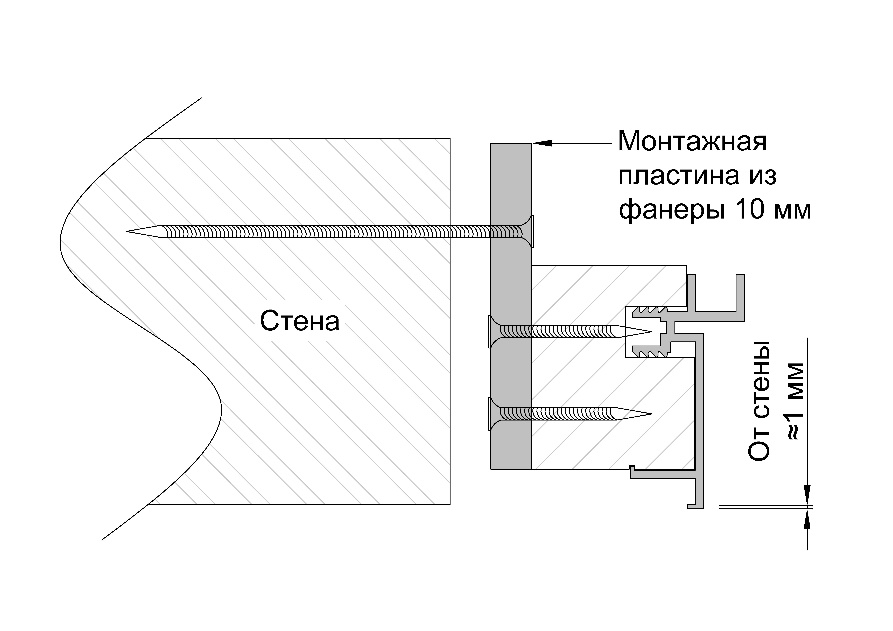 Монтажная
пластина из
фанеры 10 мм
Стена
От стены
≈1 мм